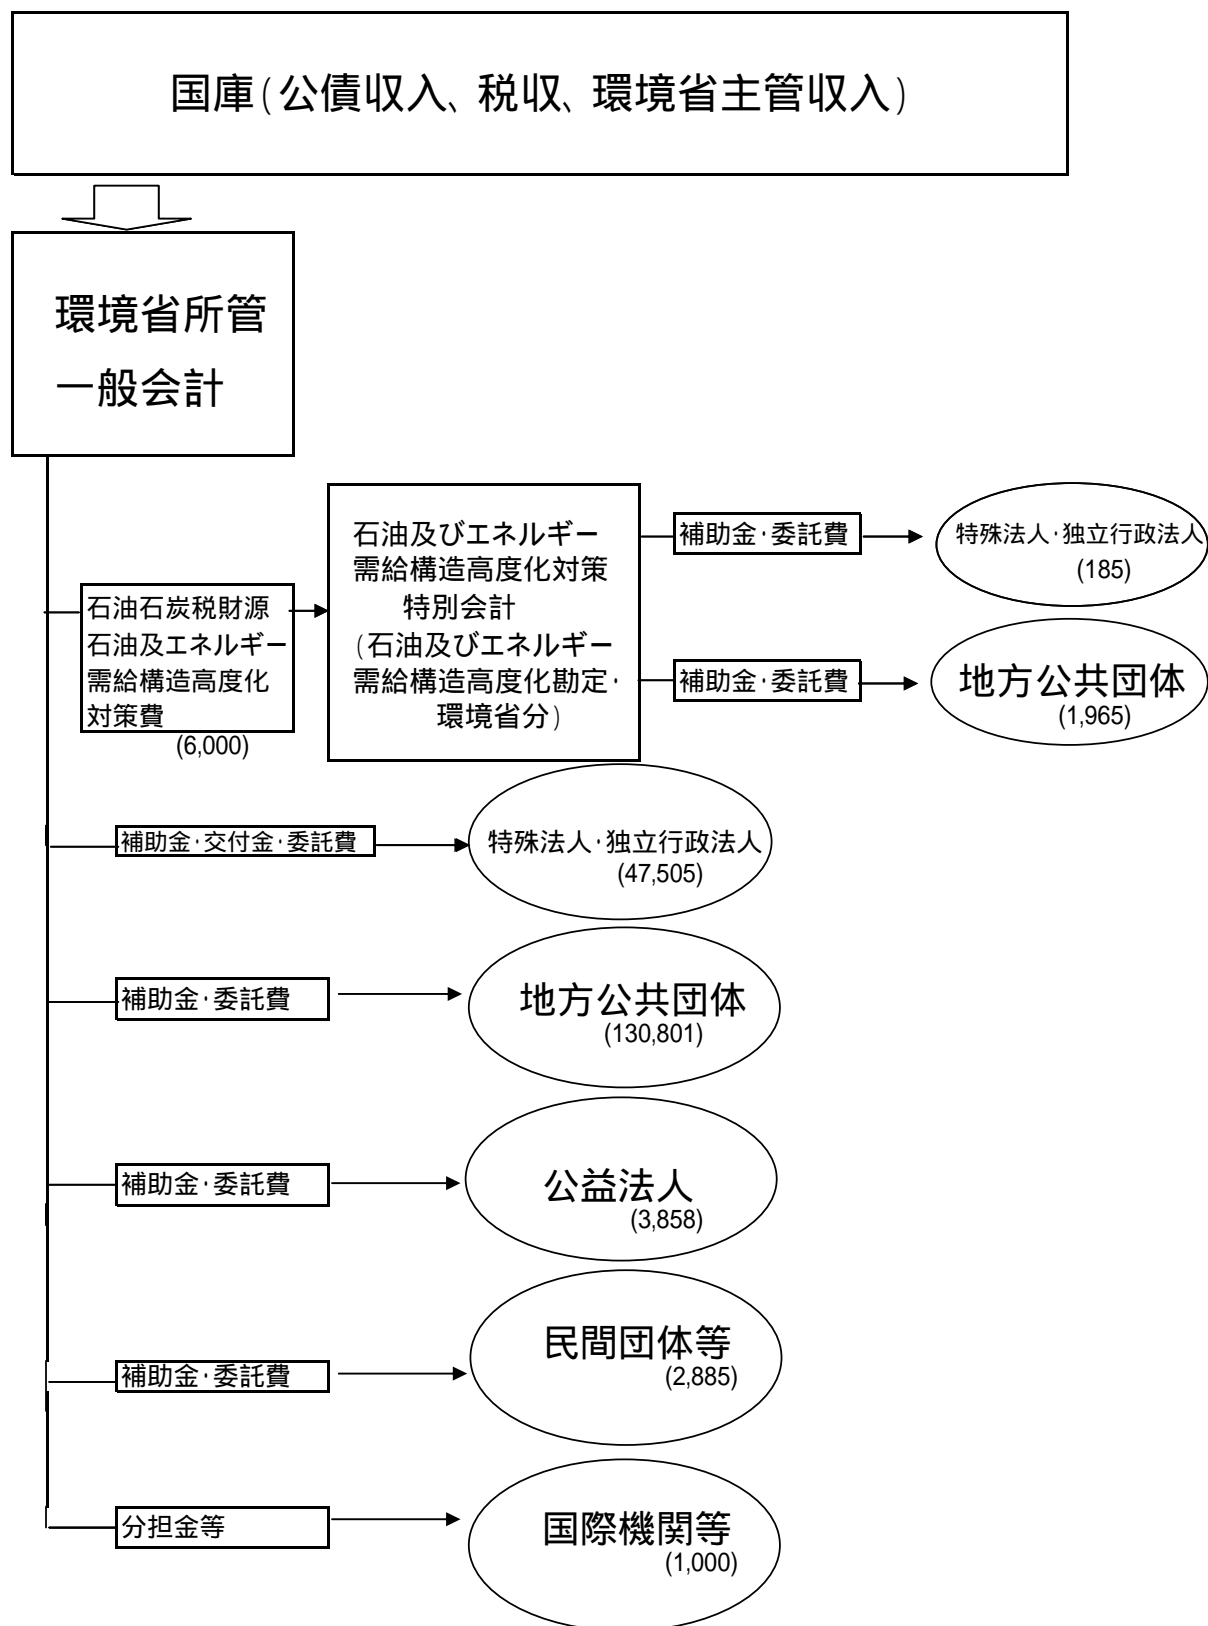 国庫(公債収入、税収、環境省主管収入)
環境省所管
一般会計
石油石炭税財源
石油及エネルギー
需給構造高度化
対策費
(6,000)
石油及びエネルギー
需給構造高度化対策
特別会計
(石油及びエネルギー
需給構造高度化勘定・
環境省分)
補助金・委託費
特殊法人・独立行政法人
(185)
補助金・委託費
地方公共団体
(1,965)
補助金・交付金・委託費
特殊法人・独立行政法人
(47,505)
補助金・委託費
地方公共団体
(130,801)
補助金・委託費
公益法人
(3,858)
補助金・委託費
民間団体等
(2,885)
分担金等
国際機関等
(1,000)